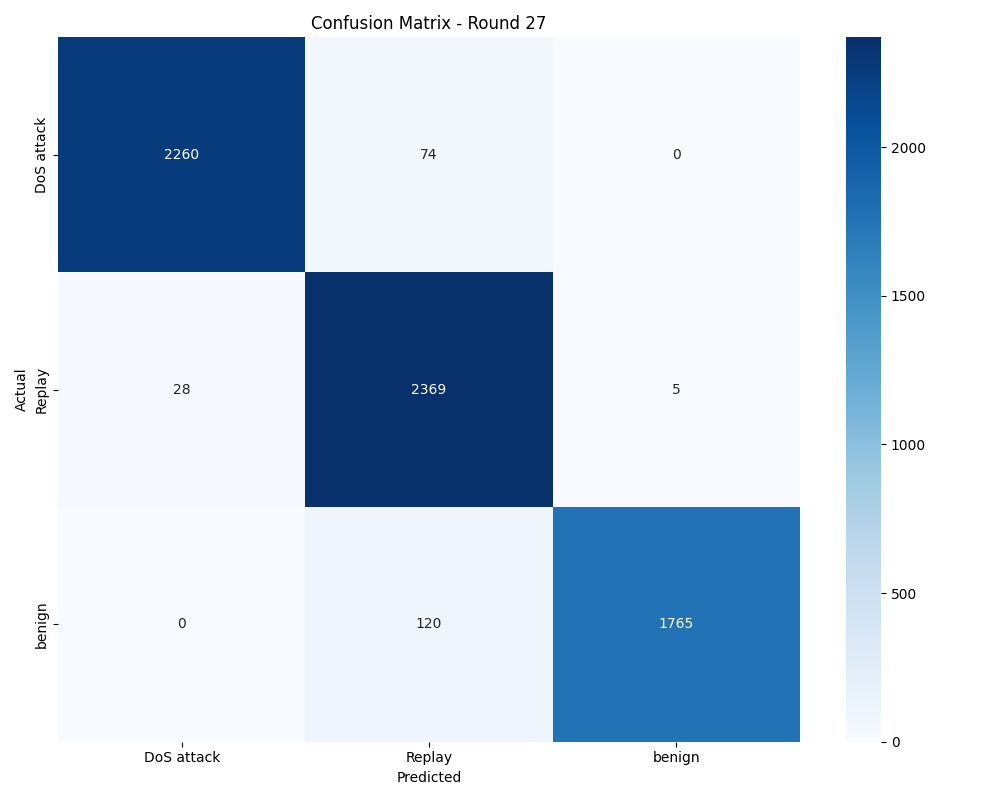 Confusion Matrix - Round 27
DoS attack
2260
74
0
Replay
28
2369
5
benign
0
120
1765
Actual
DoS attack
Replay
benign
Predicted
2000
1500
1000
500
0